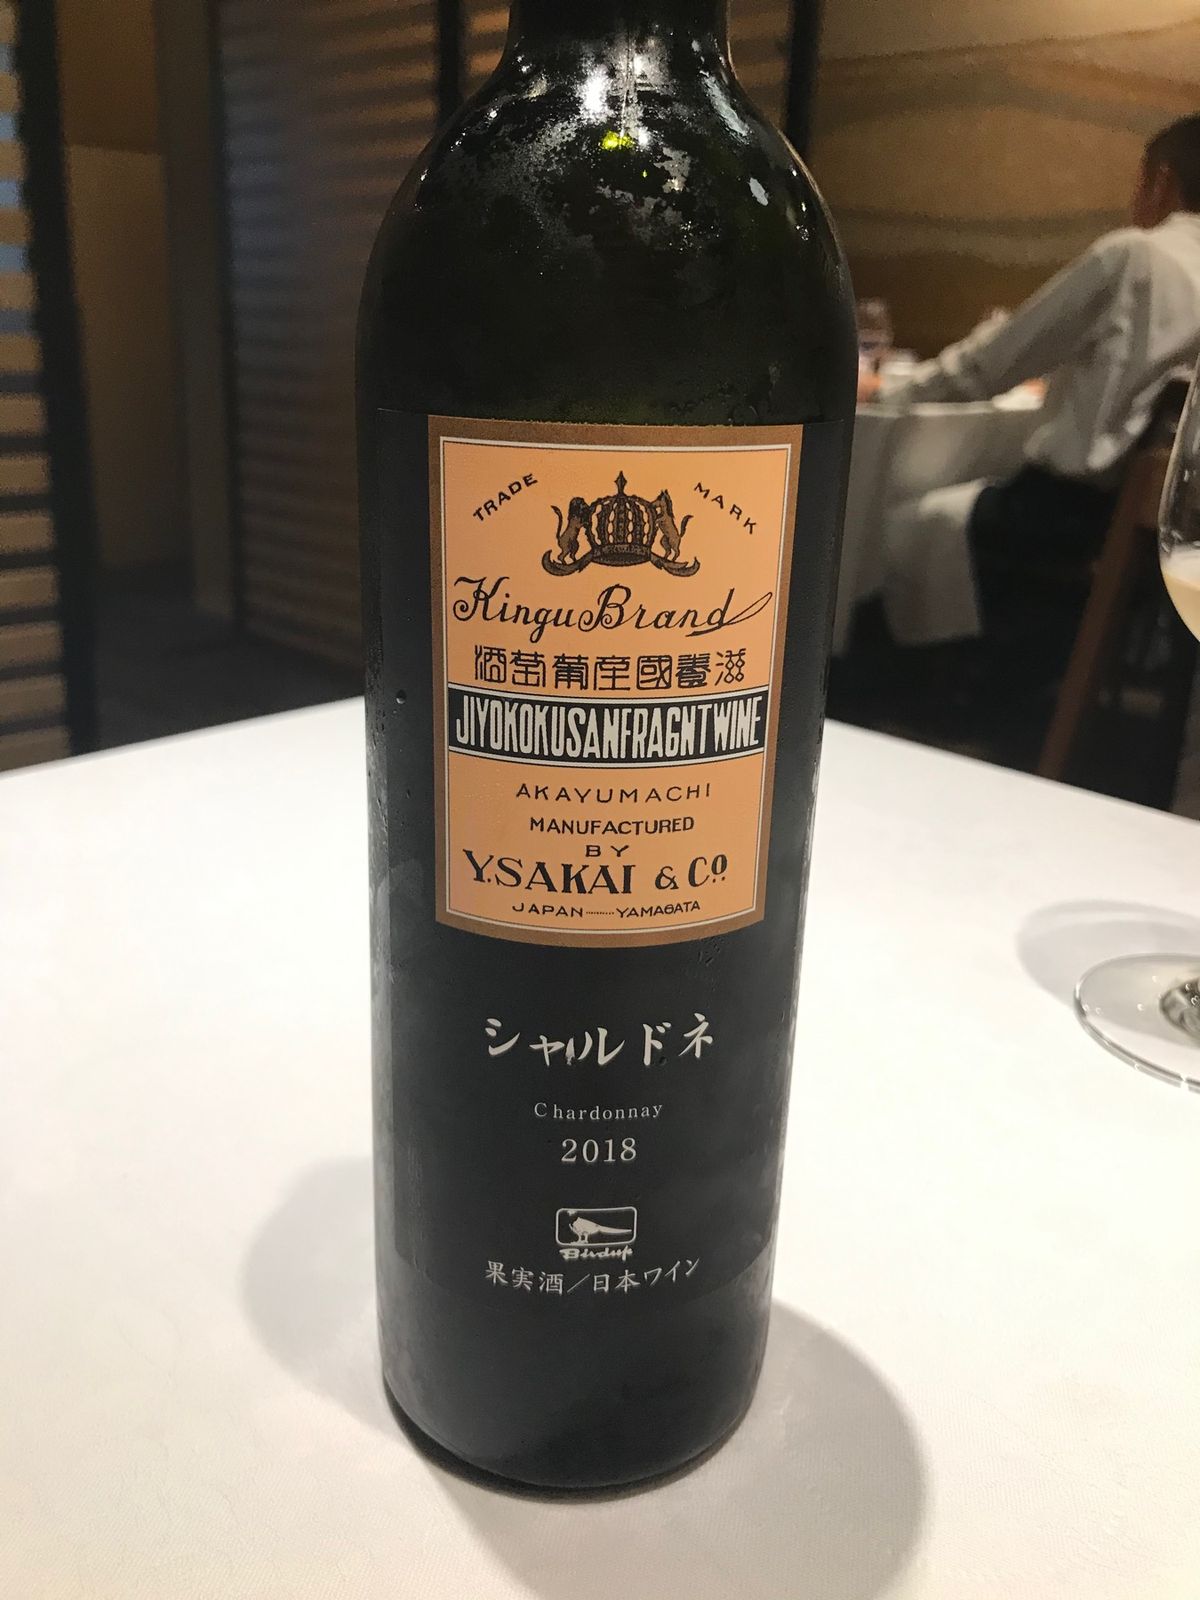 TRADE MARK
Kingu Brand
酒萄葡産國養滋
JIYOKOKUSANFRAGNTWINE
AKAYUMACHI
MANUFACTURED
BY
Y.SAKAI & Co.
JAPAN----------YAMAGATA
シャルドネ
Chardonnay
2018
Birdup
果実酒/日本ワイン